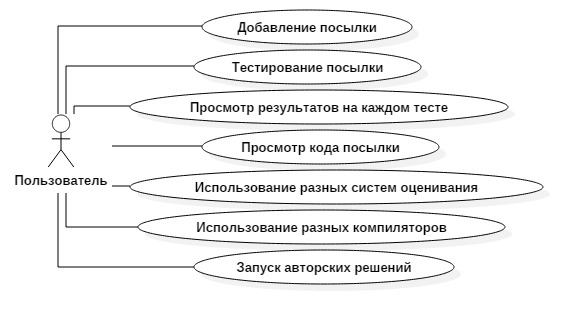 Добавление посылки
Тестирование посылки
Просмотр результатов на каждом тесте
Просмотр кода посылки
Пользователь
Использование разных систем оценивания
Использование разных компиляторов
Запуск авторских решений